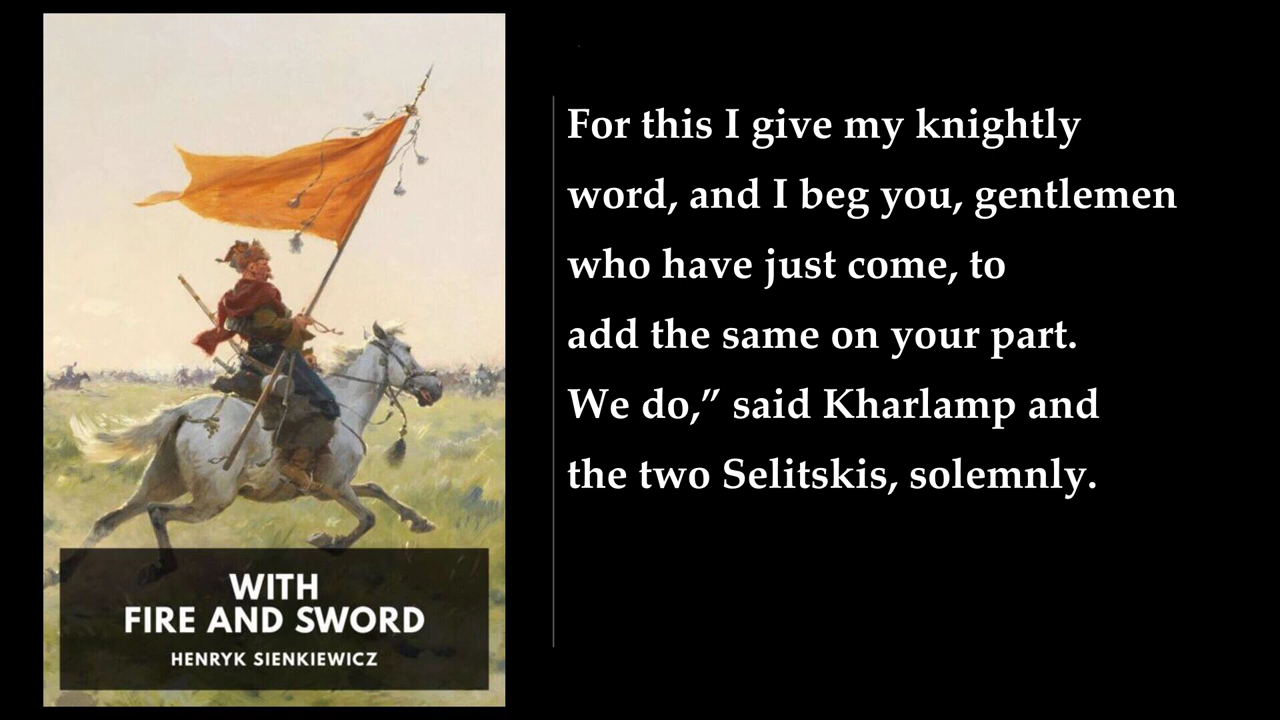 WITH
FIRE AND SWORD
HENRYK SIENKIEWICZ
For this I give my knightly
word, and I beg you, gentlemen
who have just come, to
add the same on your part.
We do,” said Kharlamp and
the two Selitskis, solemnly.